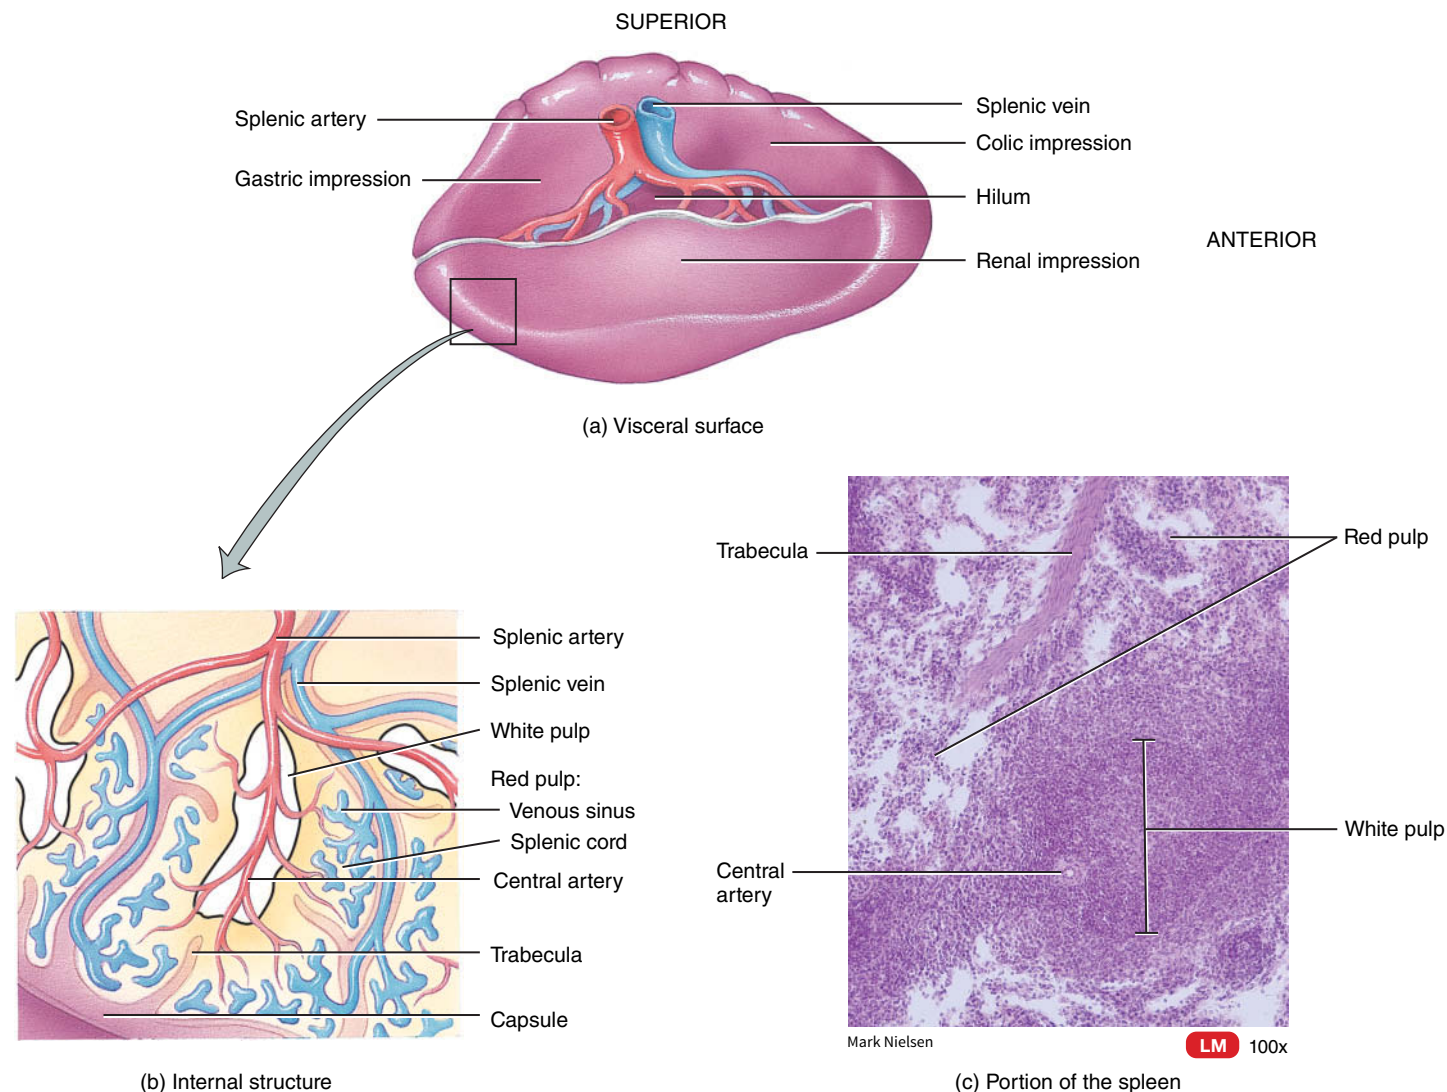 SUPERIOR
Splenic artery
Gastric impression
Splenic vein
Colic impression
Hilum
Renal impression
ANTERIOR
(a) Visceral surface
Splenic artery
Splenic vein
White pulp
Red pulp:
Venous sinus
Splenic cord
Central artery
Trabecula
Capsule
(b) Internal structure
Trabecula
Central
artery
Red pulp
White pulp
Mark Nielsen
LM 100x
(c) Portion of the spleen